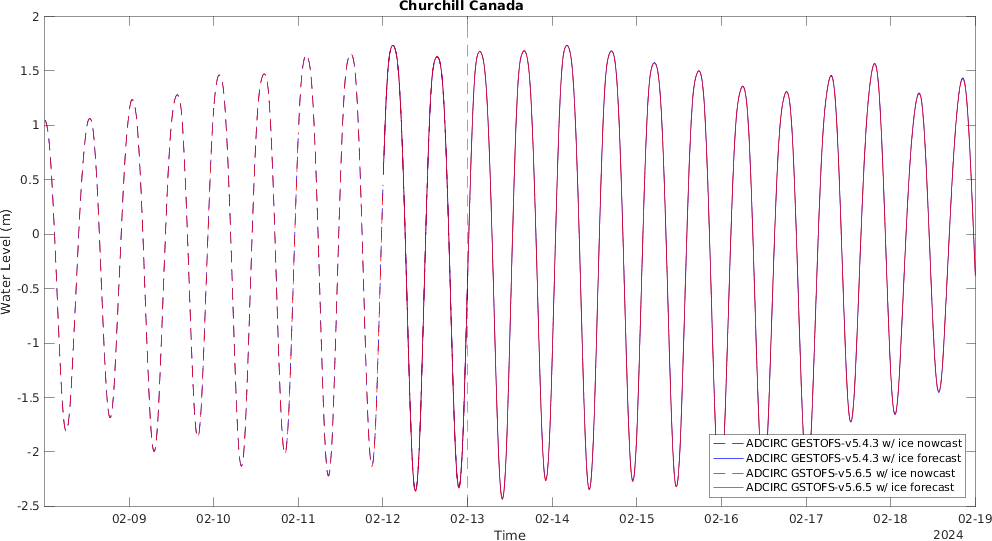 Churchill Canada
2
1.5
1
0.5
0
-0.5
-1
-1.5
-2
-2.5
Water Level (m)
ADCIRC GESTOFS-v5.4.3 w/ ice nowcast
ADCIRC GESTOFS-v5.4.3 w/ ice forecast
ADCIRC GSTOFS-v5.6.5 w/ ice nowcast
ADCIRC GSTOFS-v5.6.5 w/ ice forecast
02-09 02-10 02-11 02-12 02-13 02-14 02-15 02-16 02-17 02-18 02-19
Time
2024